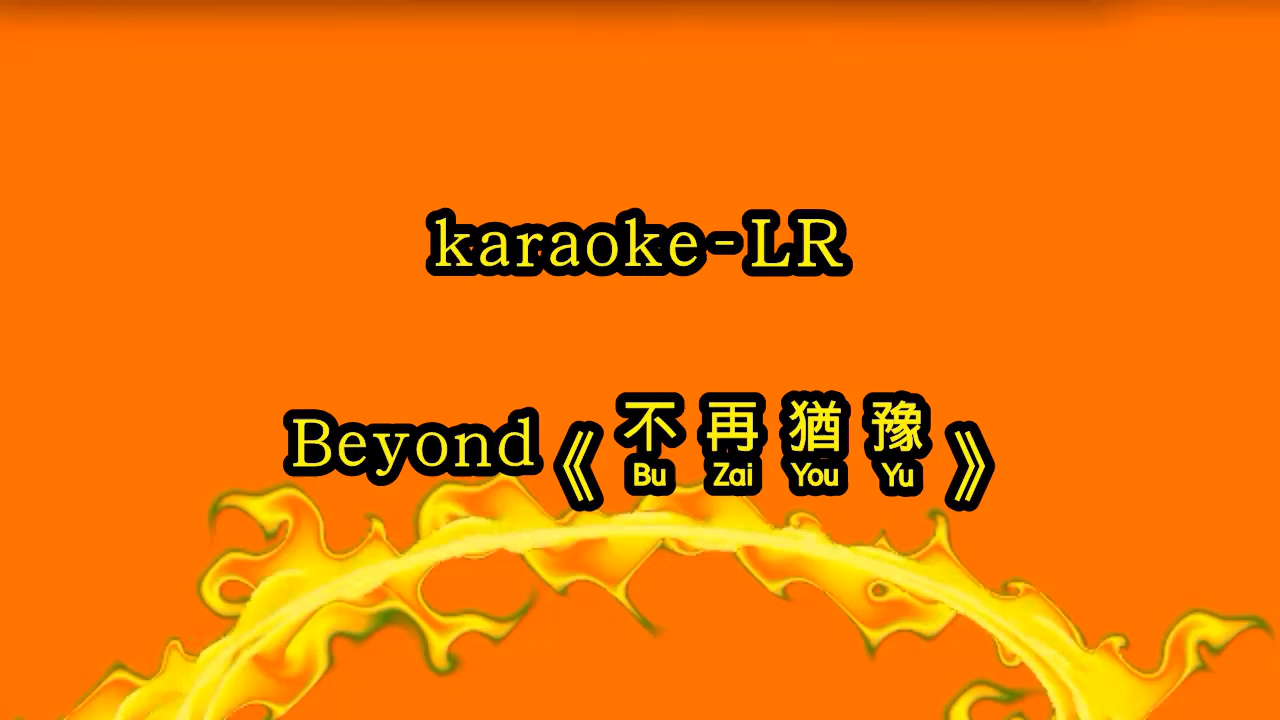 karaoke-LR
Beyond《不再猶豫》
Bu Zai You Yu